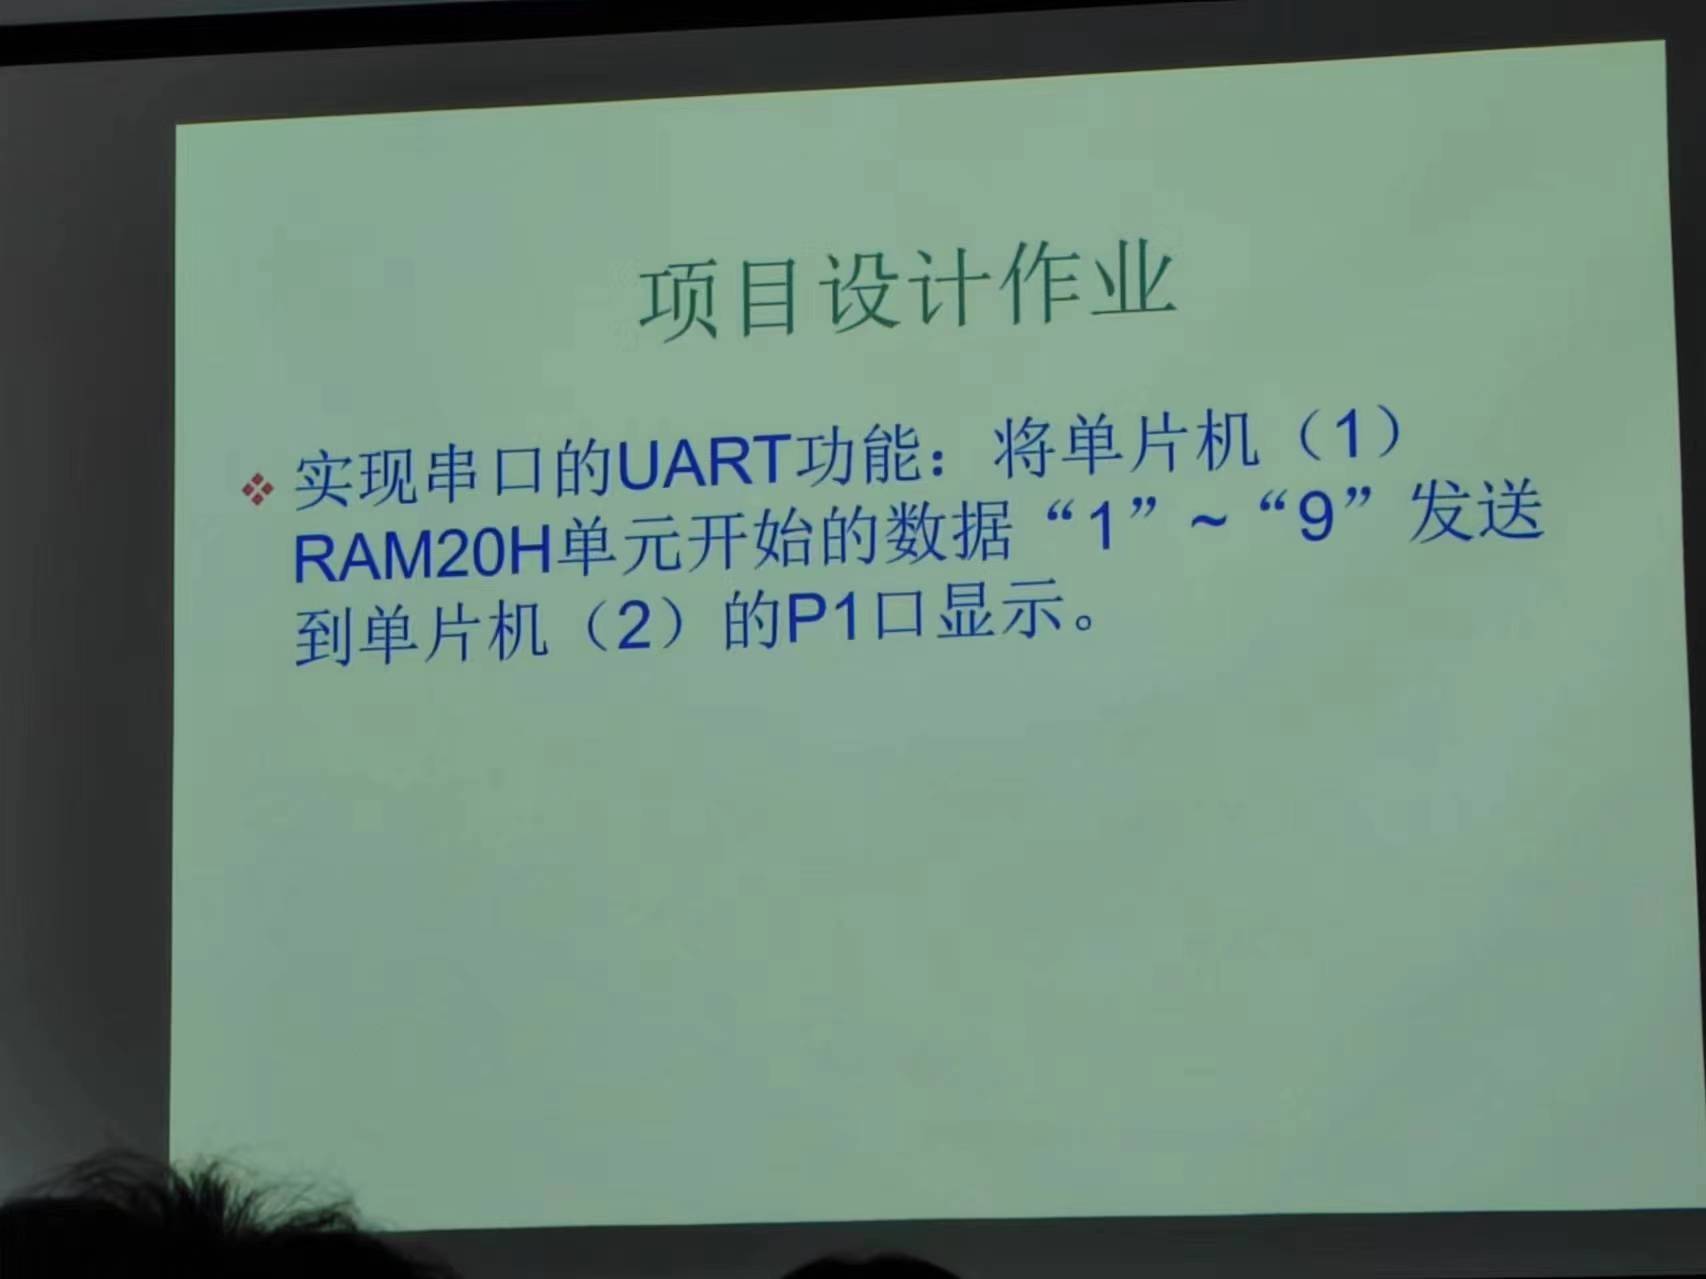 项目设计作业
实现串口的UART功能：将单片机（1）
RAM20H单元开始的数据“1”~“9”发送
到单片机（2）的P1口显示。